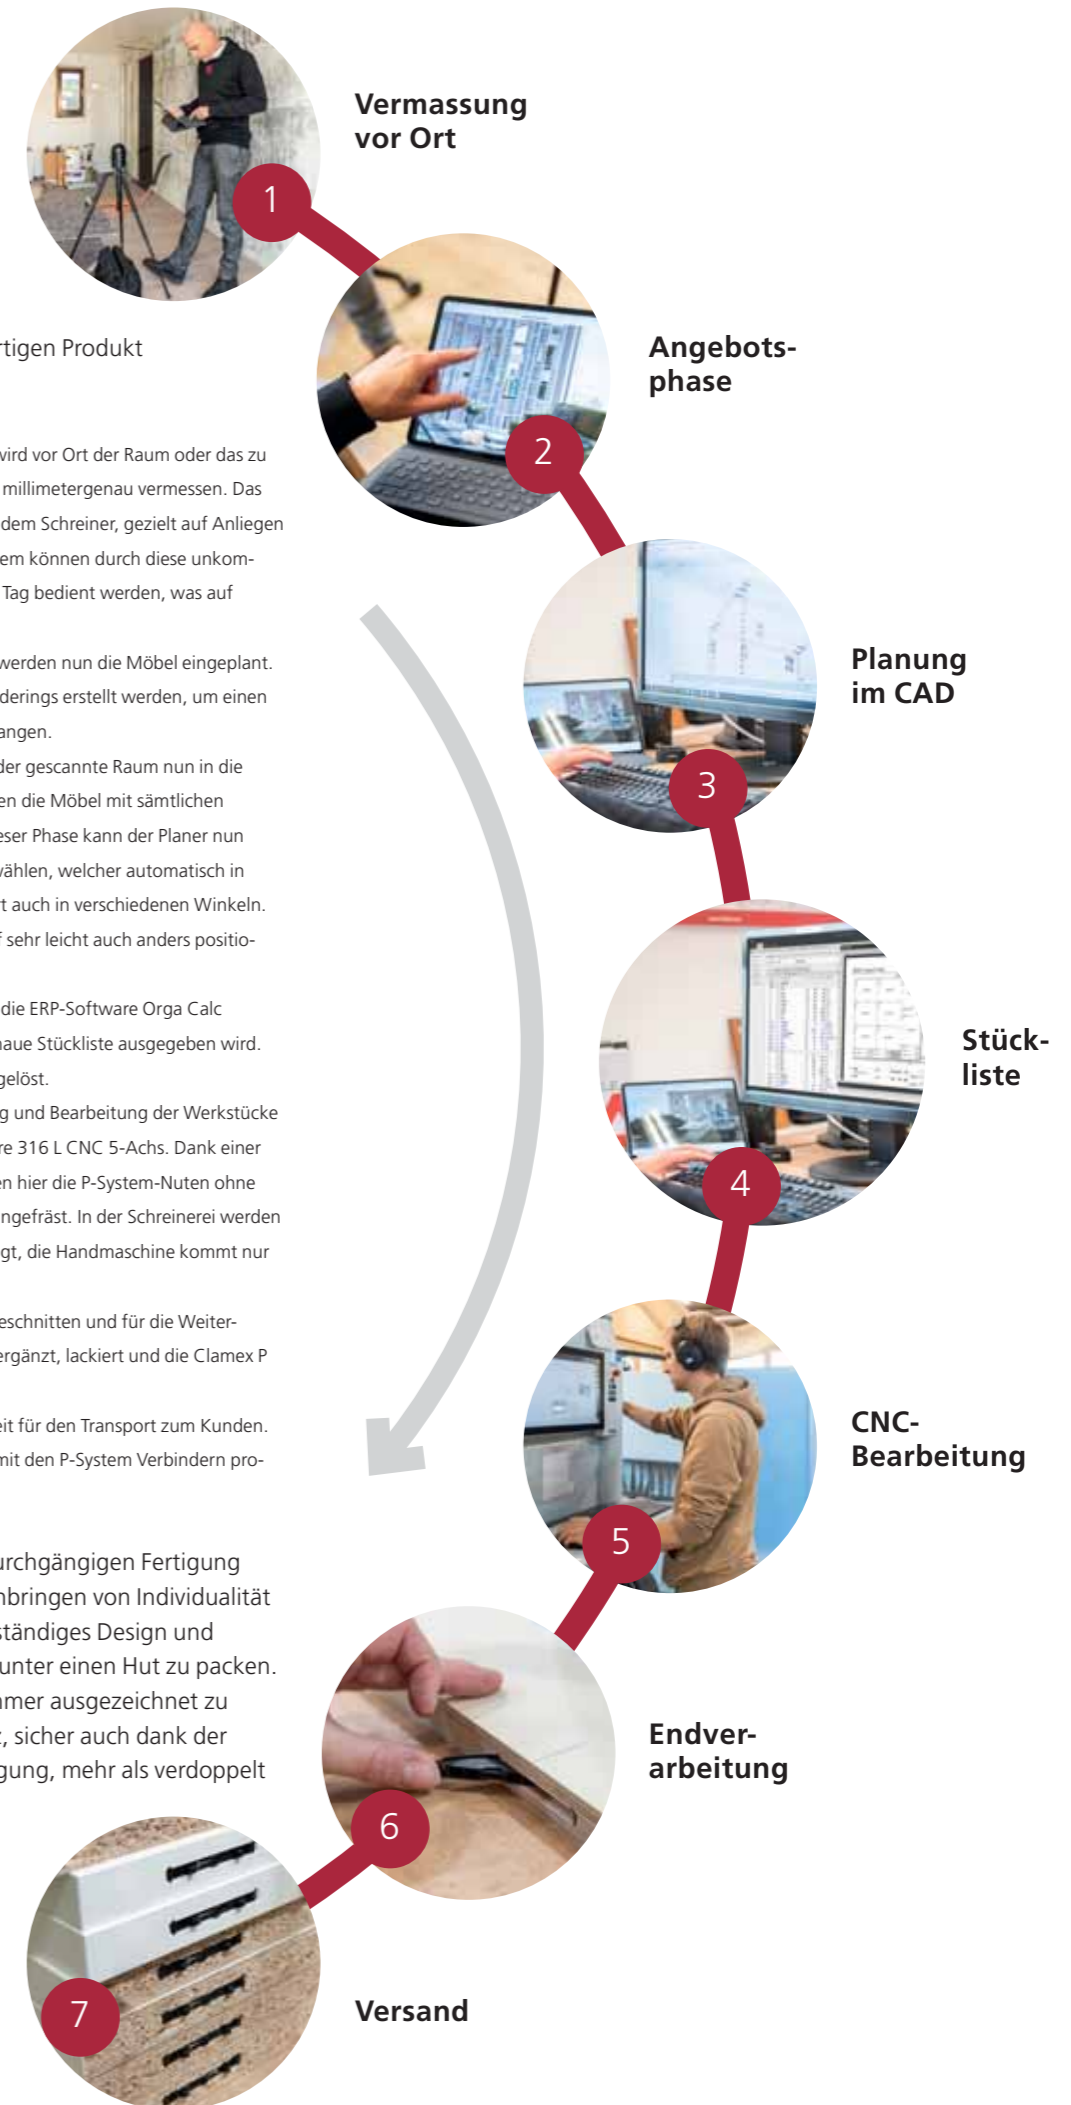 Vermassung
vor Ort
1
rtigen Produkt
Angebots-
phase
2
wird vor Ort der Raum oder das zu
millimetergenau vermessen. Das
dem Schreiner, gezielt auf Anliegen
em können durch diese unkom-
Tag bedient werden, was auf
werden nun die Möbel eingeplant.
derings erstellt werden, um einen
angen.
der gescannte Raum nun in die
en die Möbel mit sämtlichen
eser Phase kann der Planer nun
wählen, welcher automatisch in
rt auch in verschiedenen Winkeln.
f sehr leicht auch anders positio-
die ERP-Software Orga Calc
naue Stückliste ausgegeben wird.
gelöst.
g und Bearbeitung der Werkstücke
re 316 L CNC 5-Achs. Dank einer
en hier die P-System-Nuten ohne
ngefräst. In der Schreinerei werden
gt, die Handmaschine kommt nur
eschnitten und für die Weiter-
ergänzt, lackiert und die Clamex P
eit für den Transport zum Kunden.
mit den P-System Verbindern pro-
urchgängigen Fertigung
nbringen von Individualität
ständiges Design und
unter einen Hut zu packen.
mmer ausgezeichnet zu
z, sicher auch dank der
gung, mehr als verdoppelt
Planung
im CAD
3
Stück-
liste
4
CNC-
Bearbeitung
5
Endver-
arbeitung
6
7
Versand